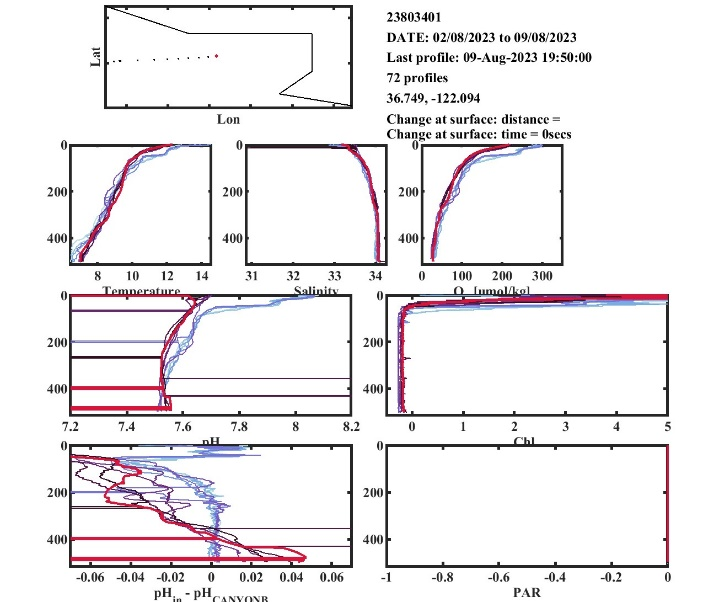 23803401
DATE: 02/08/2023 to 09/08/2023
Last profile: 09-Aug-2023 19:50:00
72 profiles
36.749, -122.094
Change at surface: distance =
Change at surface: time = 0secs
Lat
Lon
0
200
400
8 10 12 14
Temperature
0
200
400
31 32 33 34
Salinity
0
200
400
0 100 200 300
O [umol/kg]
0
200
400
7.2 7.4 7.6 7.8 8 8.2
pH
0
200
400
0 1 2 3 4 5
Chl
0
200
400
-0.06 -0.04 -0.02 0 0.02 0.04 0.06
pHin - pHCANYONB
0
200
400
-1 -0.8 -0.6 -0.4 -0.2 0
PAR